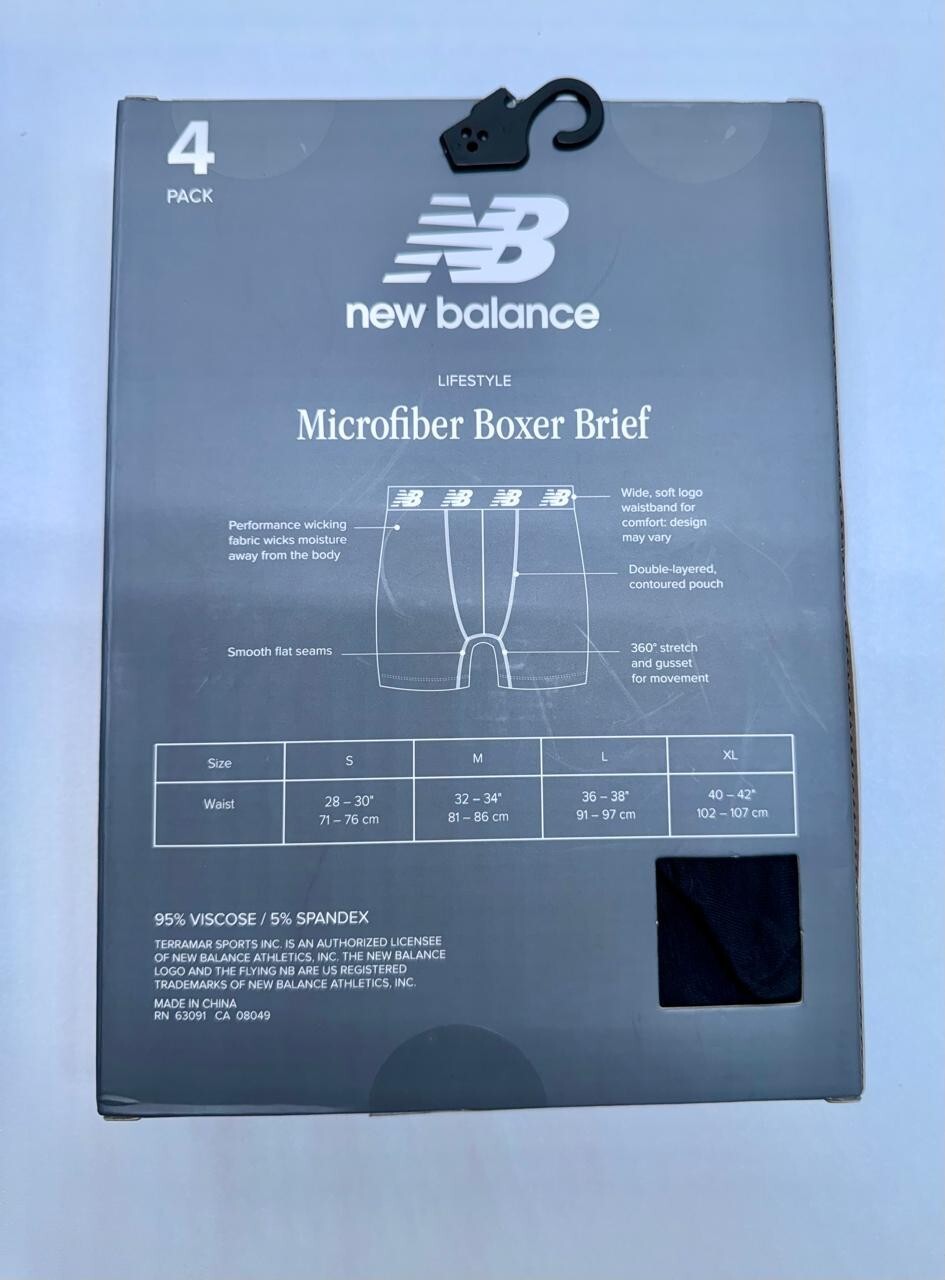 4
PACK
NB
new balance
LIFESTYLE
Microfiber Boxer Brief
NB NB NB NB
Performance wicking
fabric wicks moisture
away from the body
Wide, soft logo
waistband for
comfort: design
may vary
Double-layered,
contoured pouch
Smooth flat seams
360° stretch
and gusset
for movement
Size S M L XL
Waist 28 – 30" 32 – 34" 36 – 38" 40 – 42"
71 – 76 cm 81 – 86 cm 91 – 97 cm 102 – 107 cm
95% VISCOSE / 5% SPANDEX
TERRAMAR SPORTS INC. IS AN AUTHORIZED LICENSEE
OF NEW BALANCE ATHLETICS, INC. THE NEW BALANCE
LOGO AND THE FLYING NB ARE US REGISTERED
TRADEMARKS OF NEW BALANCE ATHLETICS, INC.
MADE IN CHINA
RN 63091 CA 08049